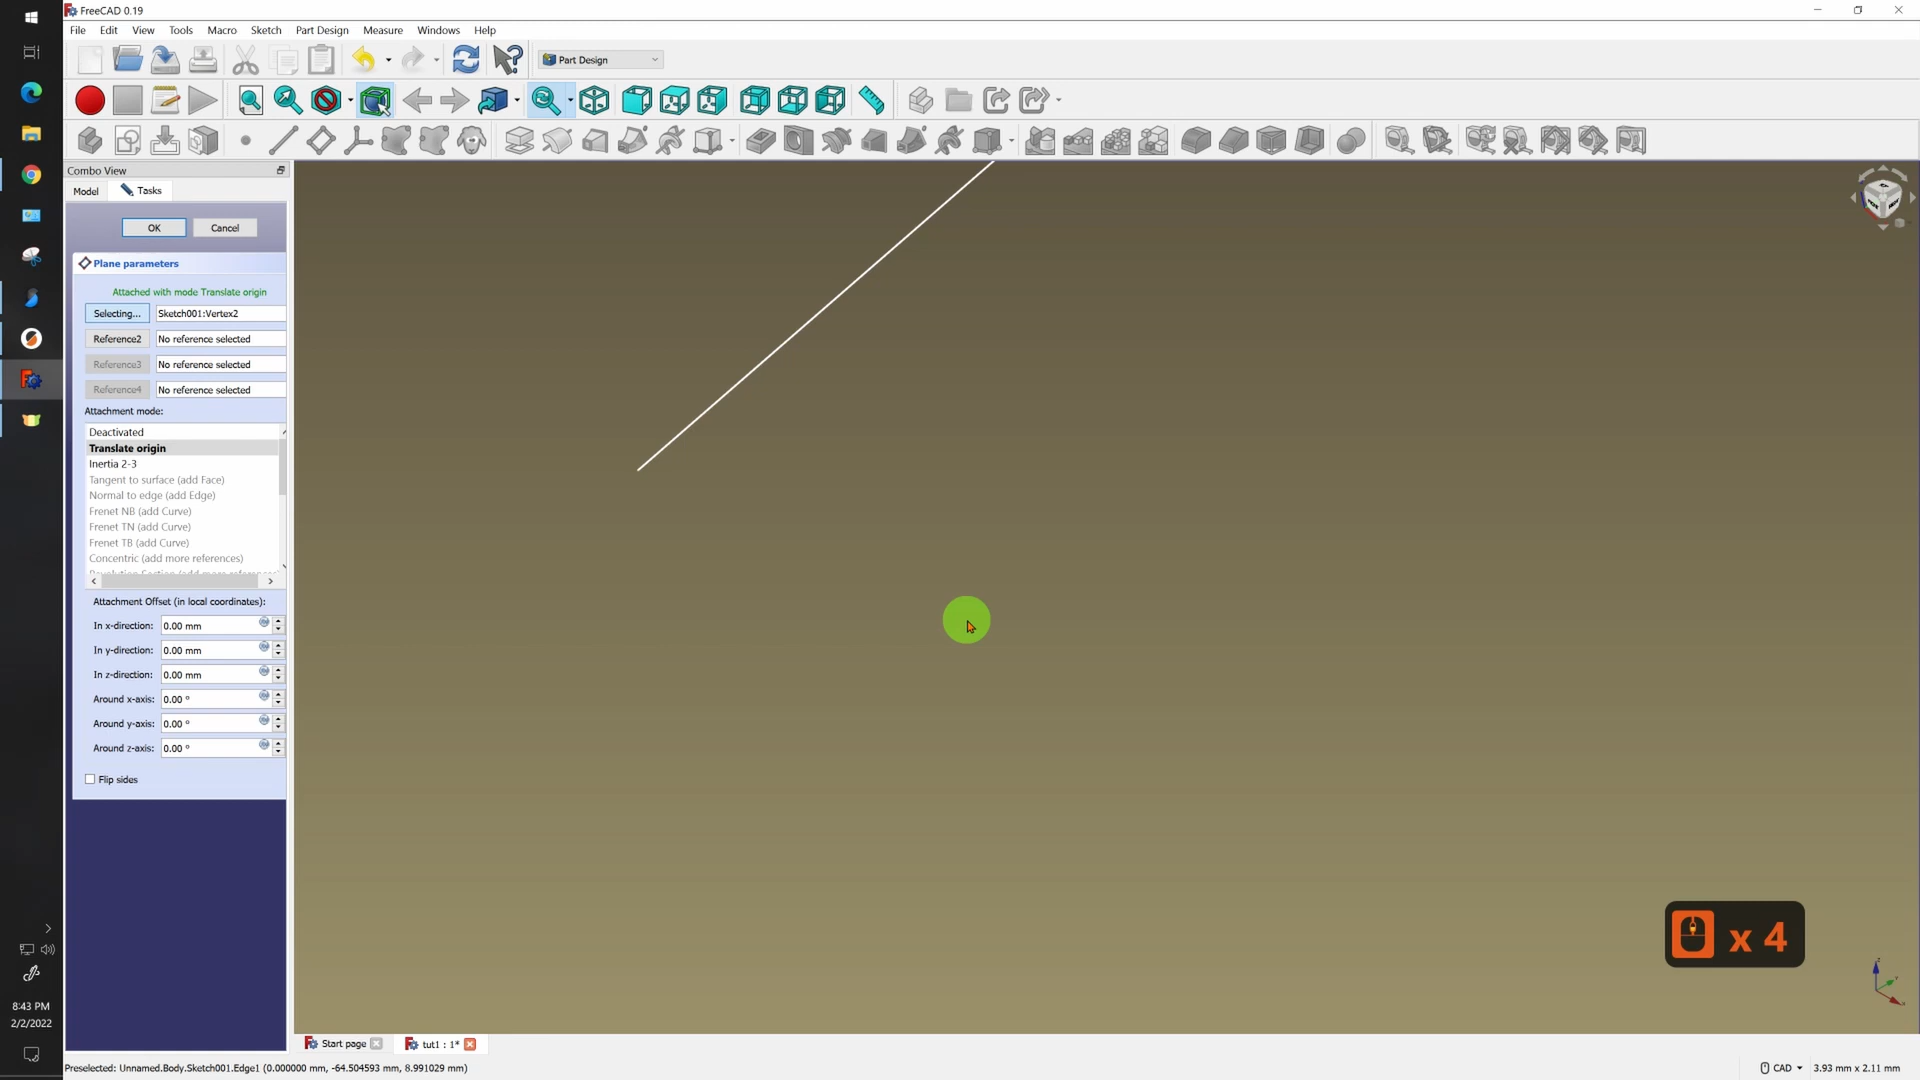 FreeCAD 0.19
File Edit View Tools Macro Sketch Part Design Measure Windows Help
Part Design
Combo View
Model Tasks
OK Cancel
Plane parameters
Attached with mode Translate origin
Selecting... Sketch001:Vertex2
Reference2 No reference selected
Reference3 No reference selected
Reference4 No reference selected
Attachment mode:
Deactivated
Translate origin
Inertia 2-3
Tangent to surface (add Face)
Normal to edge (add Edge)
Frenet NB (add Curve)
Frenet TN (add Curve)
Frenet TB (add Curve)
Concentric (add more references)
Attachment Offset (in local coordinates):
In x-direction: 0.00 mm
In y-direction: 0.00 mm
In z-direction: 0.00 mm
Around x-axis: 0.00 °
Around y-axis: 0.00 °
Around z-axis: 0.00 °
Flip sides
x 4
8:43 PM
2/2/2022
Start page tut1 : 1*
Preselected: Unnamed.Body.Sketch001.Edge1 (0.000000 mm, -64.504593 mm, 8.991029 mm)
CAD 3.93 mm x 2.11 mm